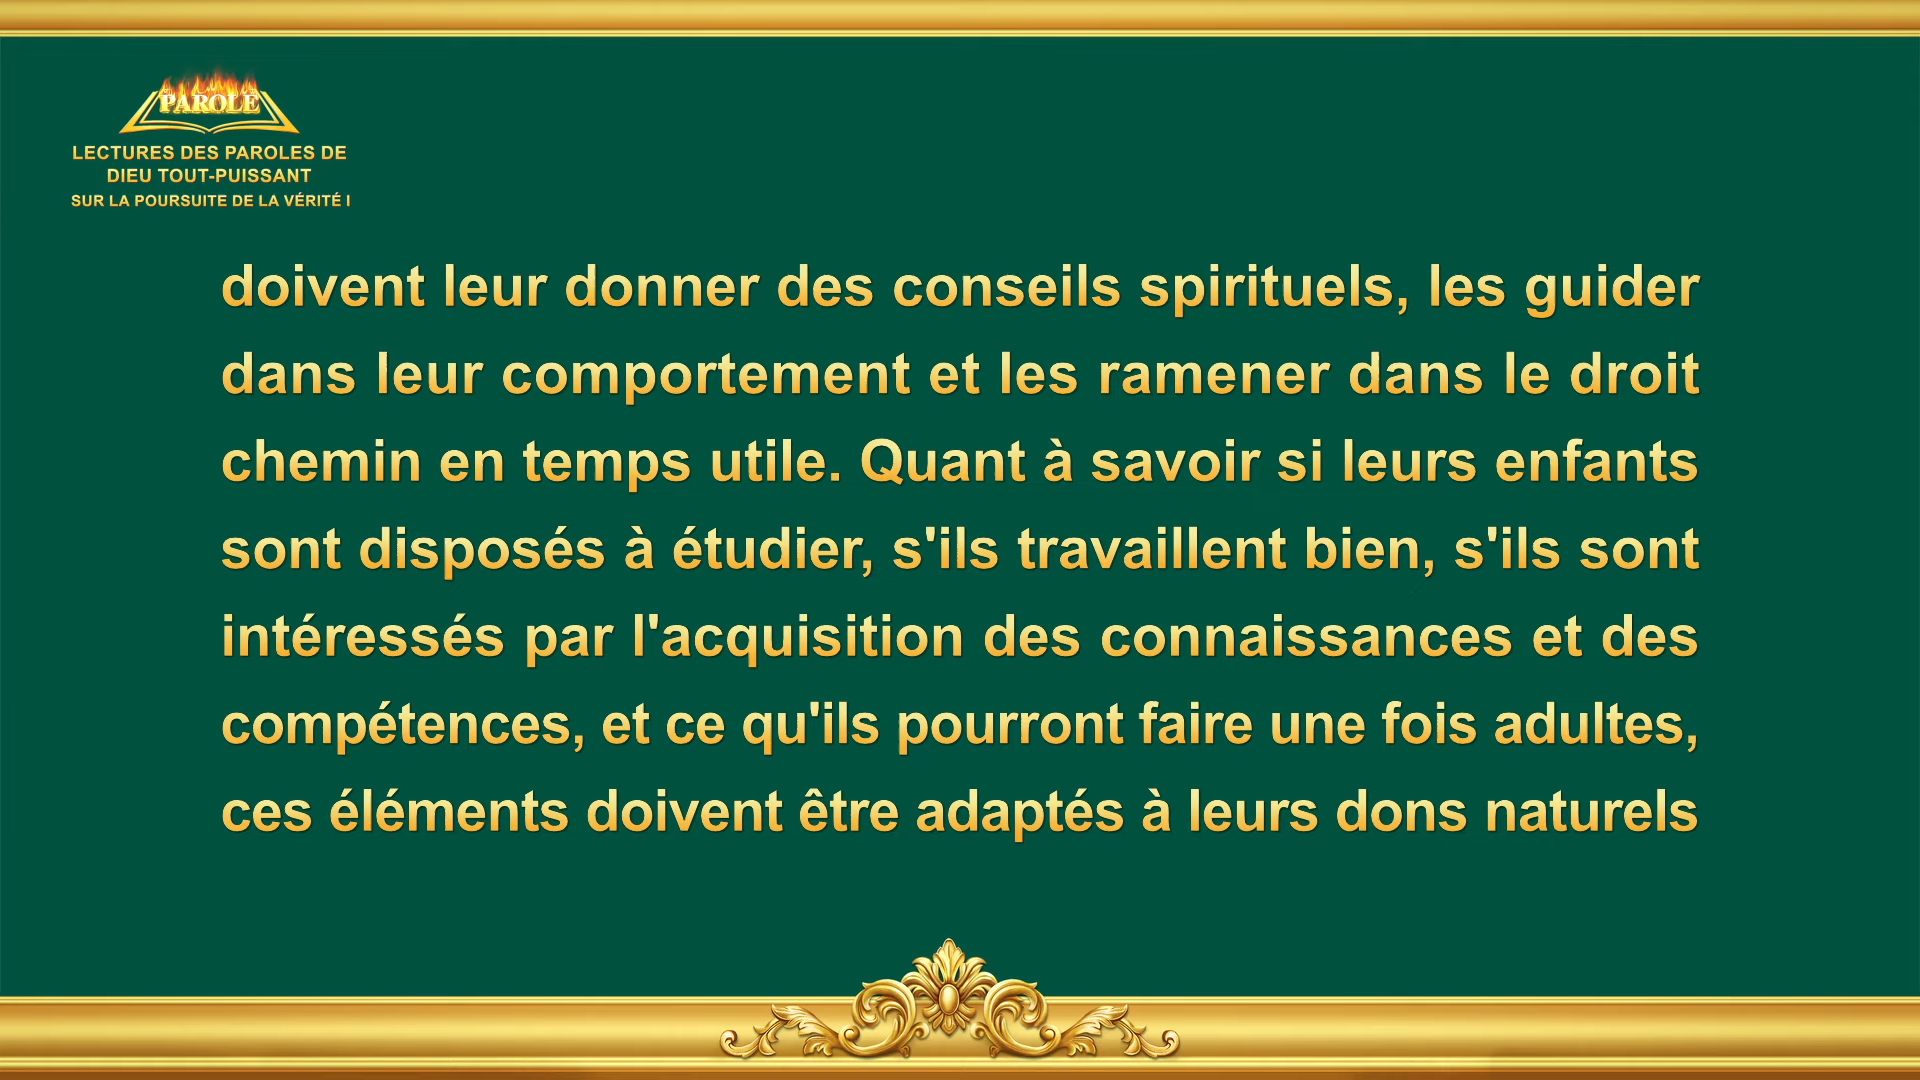 PAROLE
LECTURES DES PAROLES DE
DIEU TOUT-PUISSANT
SUR LA POURSUITE DE LA VÉRITÉ I
doivent leur donner des conseils spirituels, les guider
dans leur comportement et les ramener dans le droit
chemin en temps utile. Quant à savoir si leurs enfants
sont disposés à étudier, s'ils travaillent bien, s'ils sont
intéressés par l'acquisition des connaissances et des
compétences, et ce qu'ils pourront faire une fois adultes,
ces éléments doivent être adaptés à leurs dons naturels